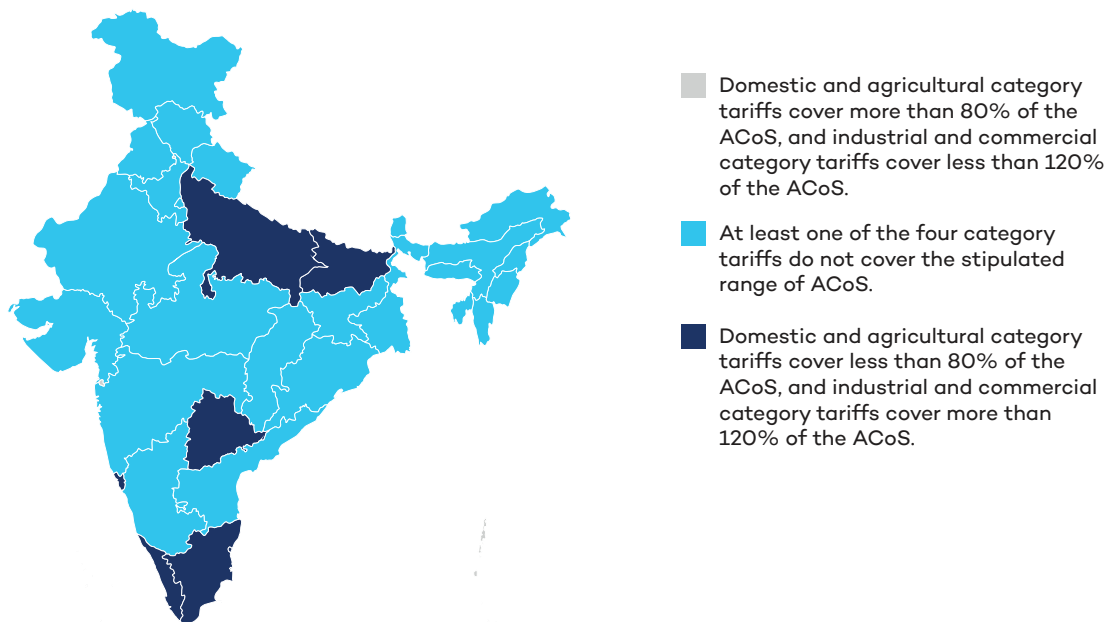 Domestic and agricultural category
tariffs cover more than 80% of the
ACoS, and industrial and commercial
category tariffs cover less than 120%
of the ACoS.
At least one of the four category
tariffs do not cover the stipulated
range of ACoS.
Domestic and agricultural category
tariffs cover less than 80% of the
ACoS, and industrial and commercial
category tariffs cover more than
120% of the ACoS.